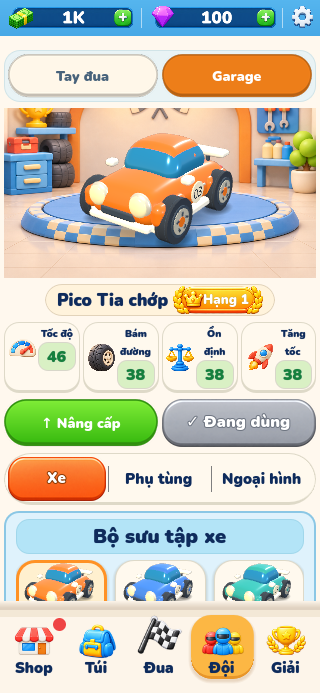 1K
100
Tay đua
Garage
03
Pico Tia chớp
Hạng 1
Tốc độ
46
Bám đường
38
Ổn định
38
Tăng tốc
38
↑ Nâng cấp
✓ Đang dùng
Xe
Phụ tùng
Ngoại hình
Bộ sưu tập xe
Shop
Túi
Đua
Đội
Giải